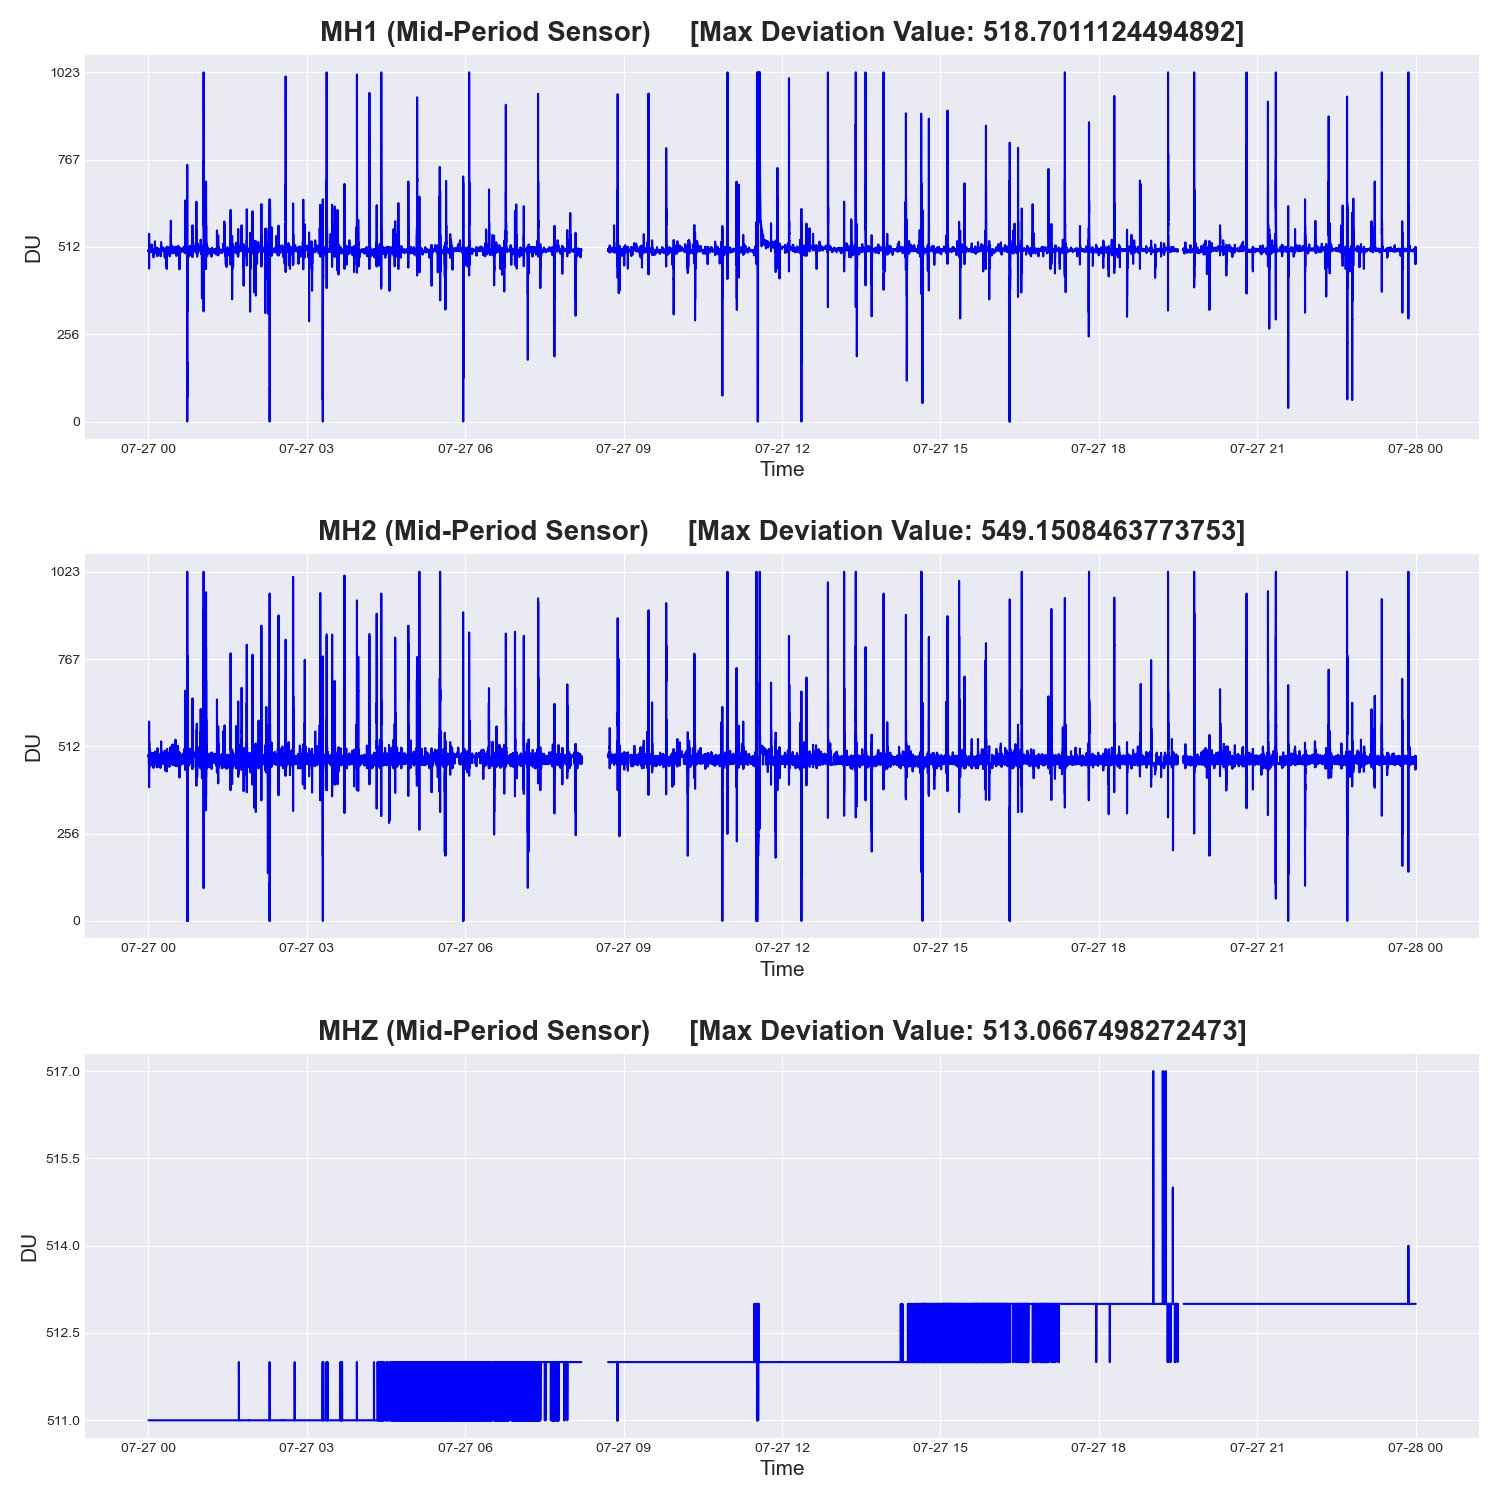 MH1 (Mid-Period Sensor) [Max Deviation Value: 518.7011124494892]
1023
767
512
256
0
DU
07-27 00 07-27 03 07-27 06 07-27 09 07-27 12 07-27 15 07-27 18 07-27 21 07-28 00
Time
MH2 (Mid-Period Sensor) [Max Deviation Value: 549.1508463773753]
1023
767
512
256
0
DU
07-27 00 07-27 03 07-27 06 07-27 09 07-27 12 07-27 15 07-27 18 07-27 21 07-28 00
Time
MHZ (Mid-Period Sensor) [Max Deviation Value: 513.0667498272473]
517.0
515.5
514.0
512.5
511.0
DU
07-27 00 07-27 03 07-27 06 07-27 09 07-27 12 07-27 15 07-27 18 07-27 21 07-28 00
Time